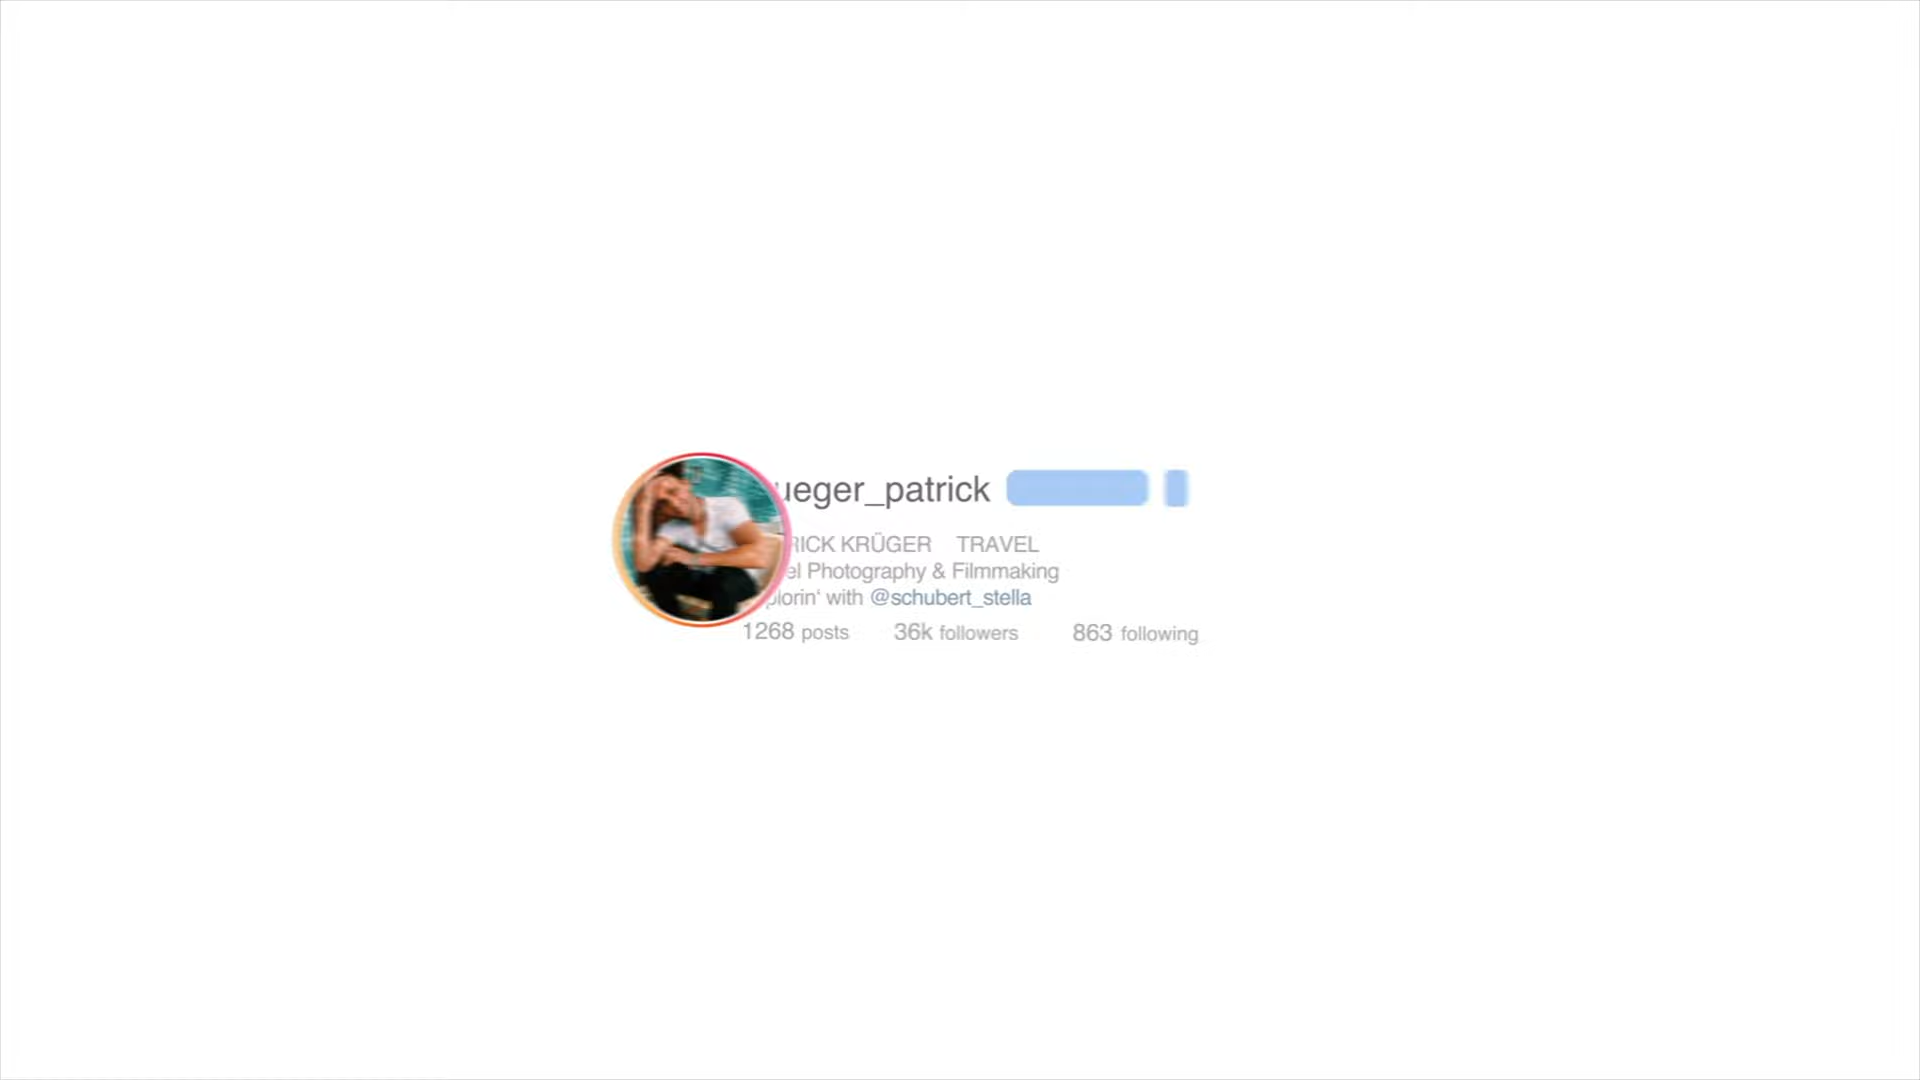 ueger_patrick
RICK KRÜGER TRAVEL
el Photography & Filmmaking
plorin‘ with @schubert_stella
1268 posts 36k followers 863 following